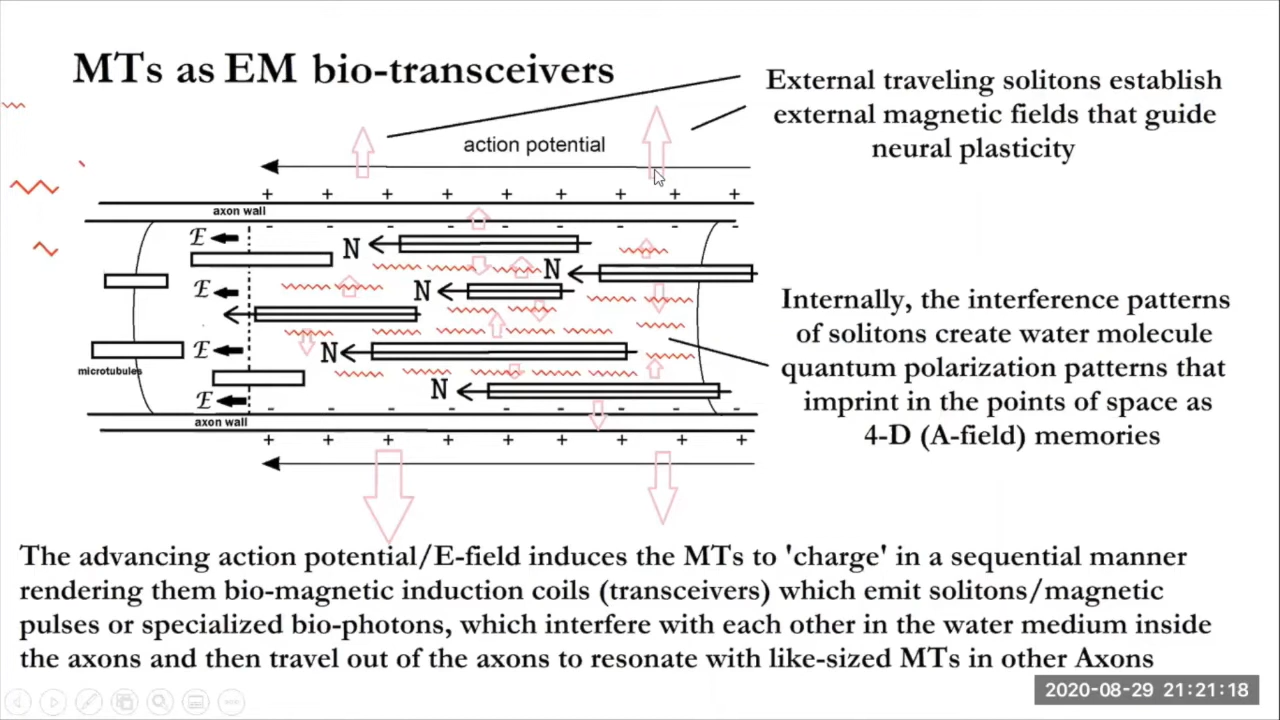 MTs as EM bio-transceivers
External traveling solitons establish
external magnetic fields that guide
neural plasticity
action potential
+ + + + + + + + +
axon wall
- - - - - - - - -
ℰ
N
N
ℰ
N
ℰ
N
microtubules
N
ℰ
- - - - - - - - -
axon wall
+ + + + + + + + +
Internally, the interference patterns
of solitons create water molecule
quantum polarization patterns that
imprint in the points of space as
4-D (A-field) memories
The advancing action potential/E-field induces the MTs to 'charge' in a sequential manner
rendering them bio-magnetic induction coils (transceivers) which emit solitons/magnetic
pulses or specialized bio-photons, which interfere with each other in the water medium inside
the axons and then travel out of the axons to resonate with like-sized MTs in other Axons
2020-08-29 21:21:18